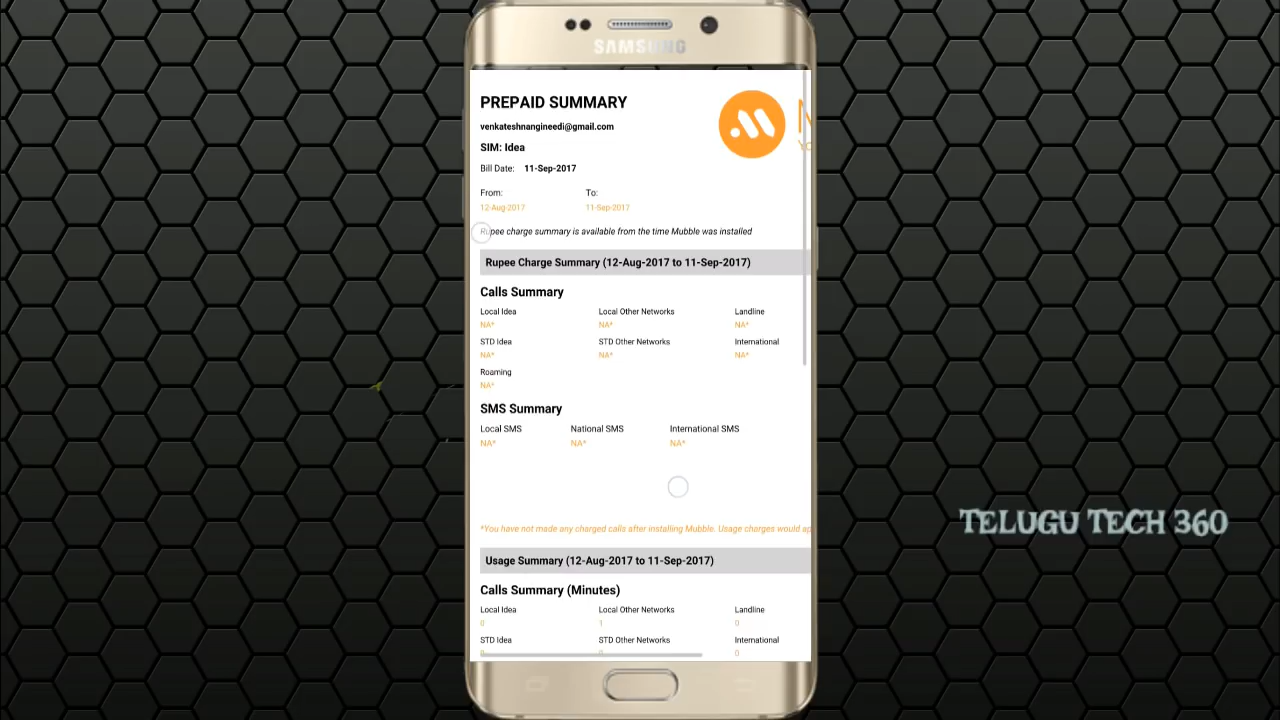 SAMSUNG
PREPAID SUMMARY
venkateshnangineedi@gmail.com
SIM: Idea
Bill Date: 11-Sep-2017
From: To:
12-Aug-2017 11-Sep-2017
Rupee charge summary is available from the time Mubble was installed
Rupee Charge Summary (12-Aug-2017 to 11-Sep-2017)
Calls Summary
Local Idea Local Other Networks Landline
NA* NA* NA*
STD Idea STD Other Networks International
NA* NA* NA*
Roaming
NA*
SMS Summary
Local SMS National SMS International SMS
NA* NA* NA*
*You have not made any charged calls after installing Mubble. Usage charges would
Usage Summary (12-Aug-2017 to 11-Sep-2017)
Calls Summary (Minutes)
Local Idea Local Other Networks Landline
0 1 0
STD Idea STD Other Networks International
0
TELUGU TECH 360